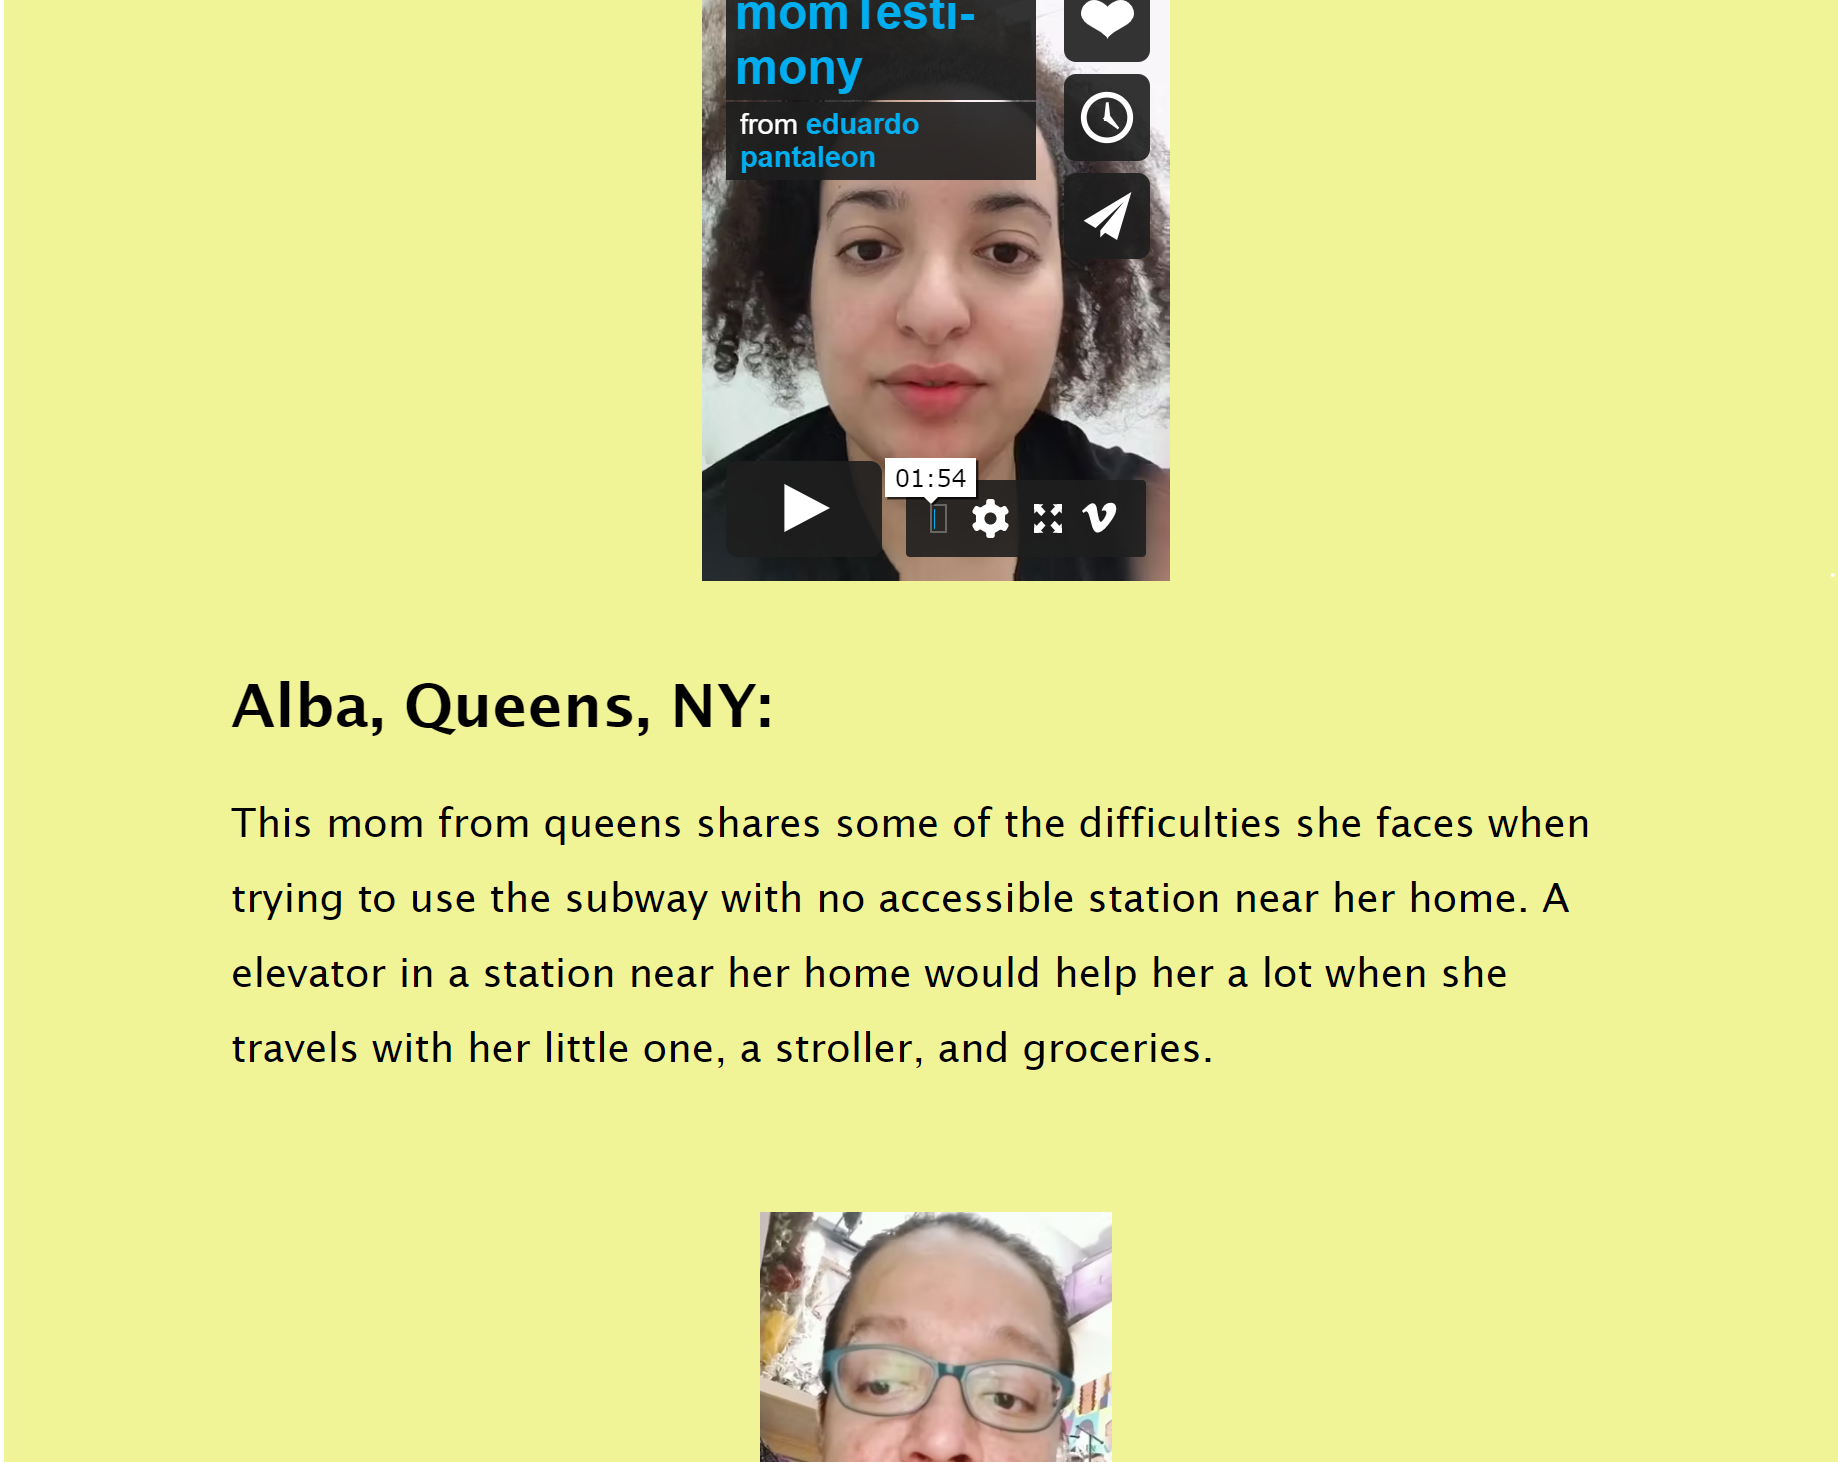 momTesti-
mony
from eduardo
pantaleon
01:54
Alba, Queens, NY:
This mom from queens shares some of the difficulties she faces when
trying to use the subway with no accessible station near her home. A
elevator in a station near her home would help her a lot when she
travels with her little one, a stroller, and groceries.